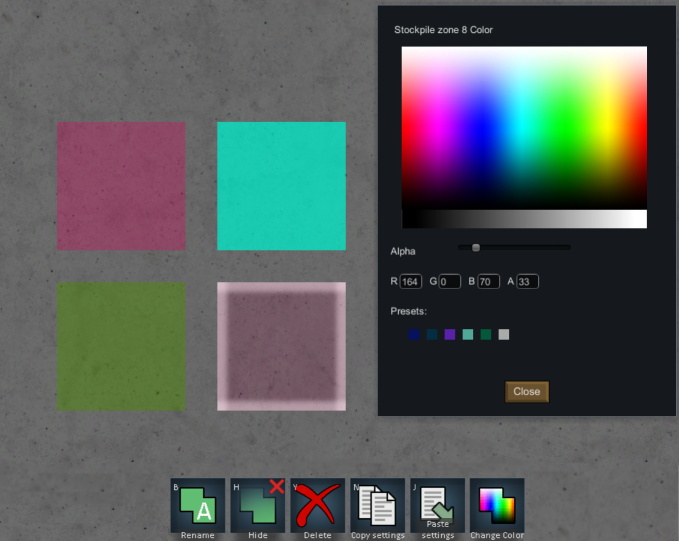 Stockpile zone 8 Color
Alpha
R 164 G 0 B 70 A 33
Presets:
Close
B H Y N J
A
Rename Hide Delete Copy settings Paste settings Change Color